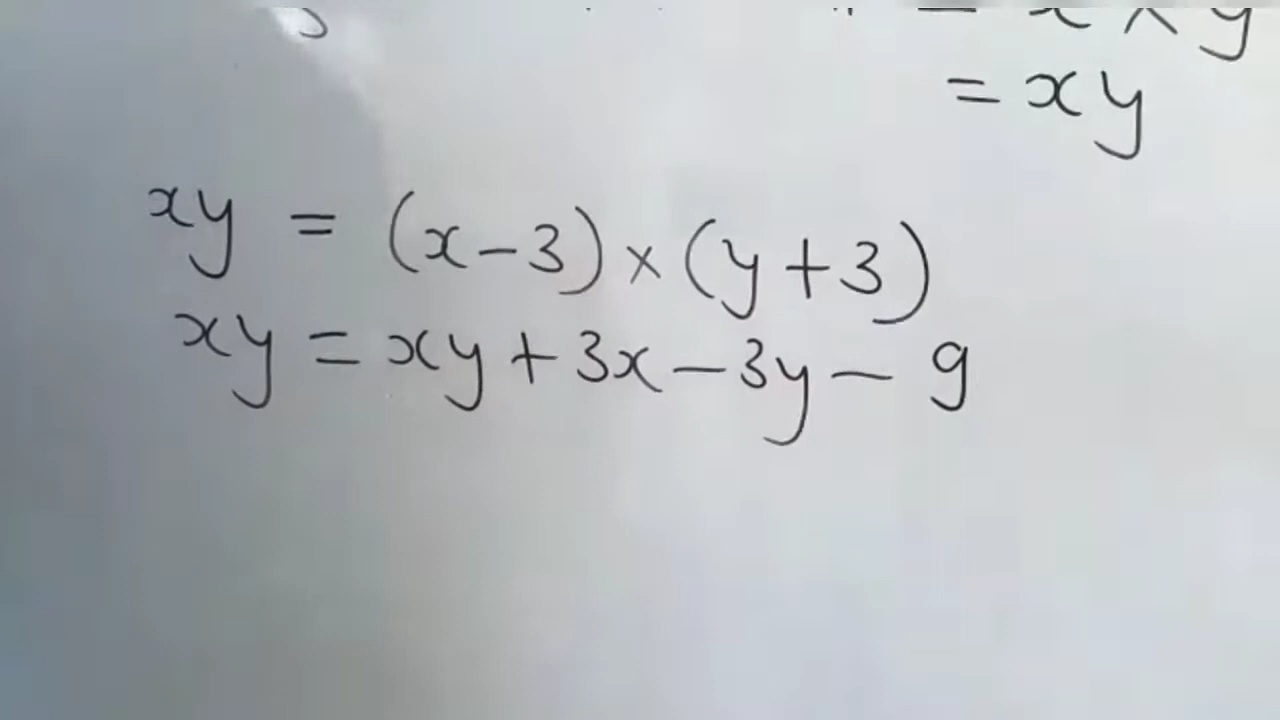 = x × y
= xy
xy = (x-3)×(y+3)
xy = xy + 3x - 3y - 9